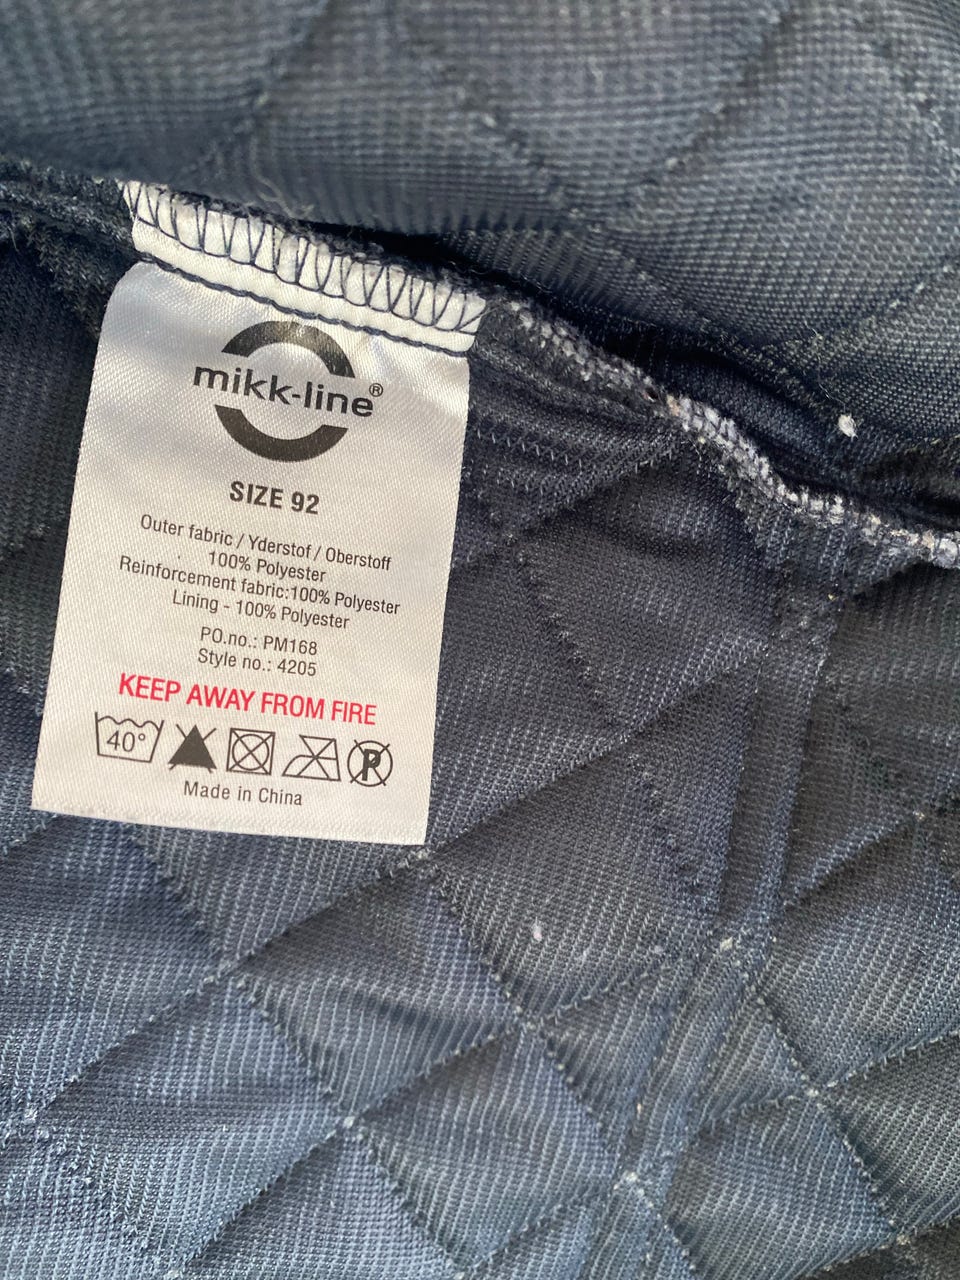 mikk-line®
SIZE 92
Outer fabric / Yderstof / Oberstoff
100% Polyester
Reinforcement fabric:100% Polyester
Lining - 100% Polyester
PO.no.: PM168
Style no.: 4205
KEEP AWAY FROM FIRE
40° P
Made in China